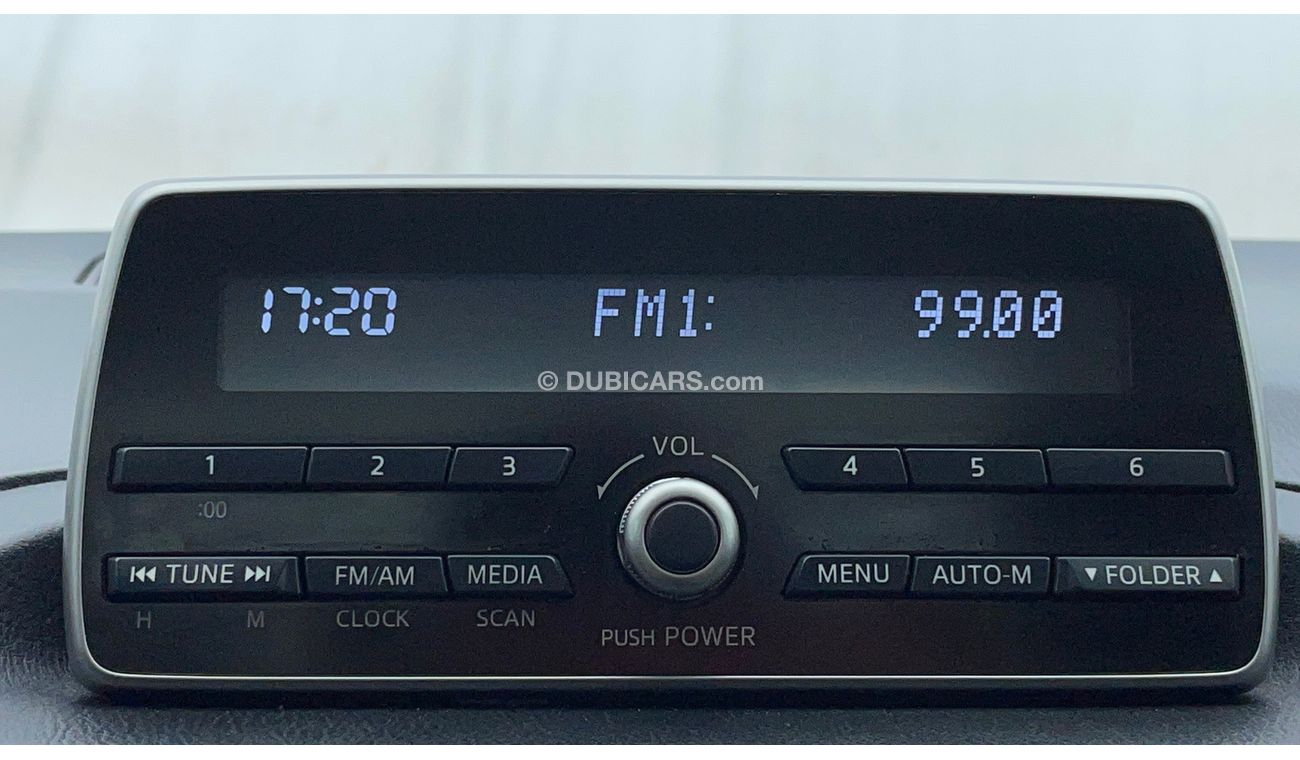 17:20 FM1: 99.00
© DUBICARS.com
VOL
1 2 3 4 5 6
:00
⏮ TUNE ⏭ FM/AM MEDIA MENU AUTO-M ▼ FOLDER ▲
H M CLOCK SCAN
PUSH POWER